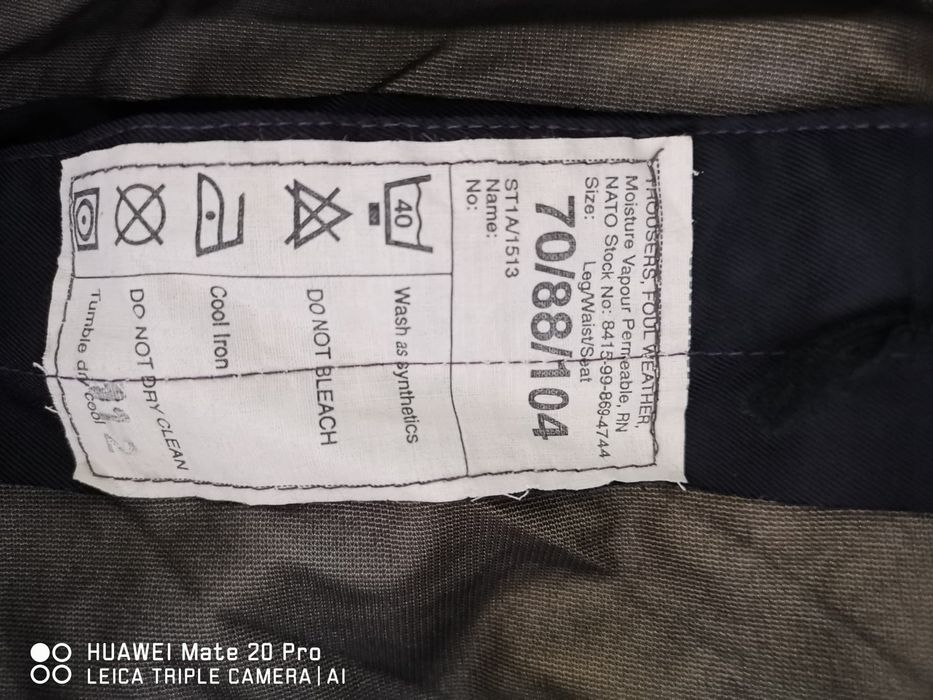 TROUSERS, FOUL WEATHER,
Moisture Vapour Permeable, RN
NATO Stock No: 8415-99-869-4744
Size: Leg/Waist/Seat
70/88/104
ST1A/1513
Name:
No:
40
Wash as synthetics
DO NOT BLEACH
Cool Iron
DO NOT DRY CLEAN
Tumble dry cool
HUAWEI Mate 20 Pro
LEICA TRIPLE CAMERA | AI